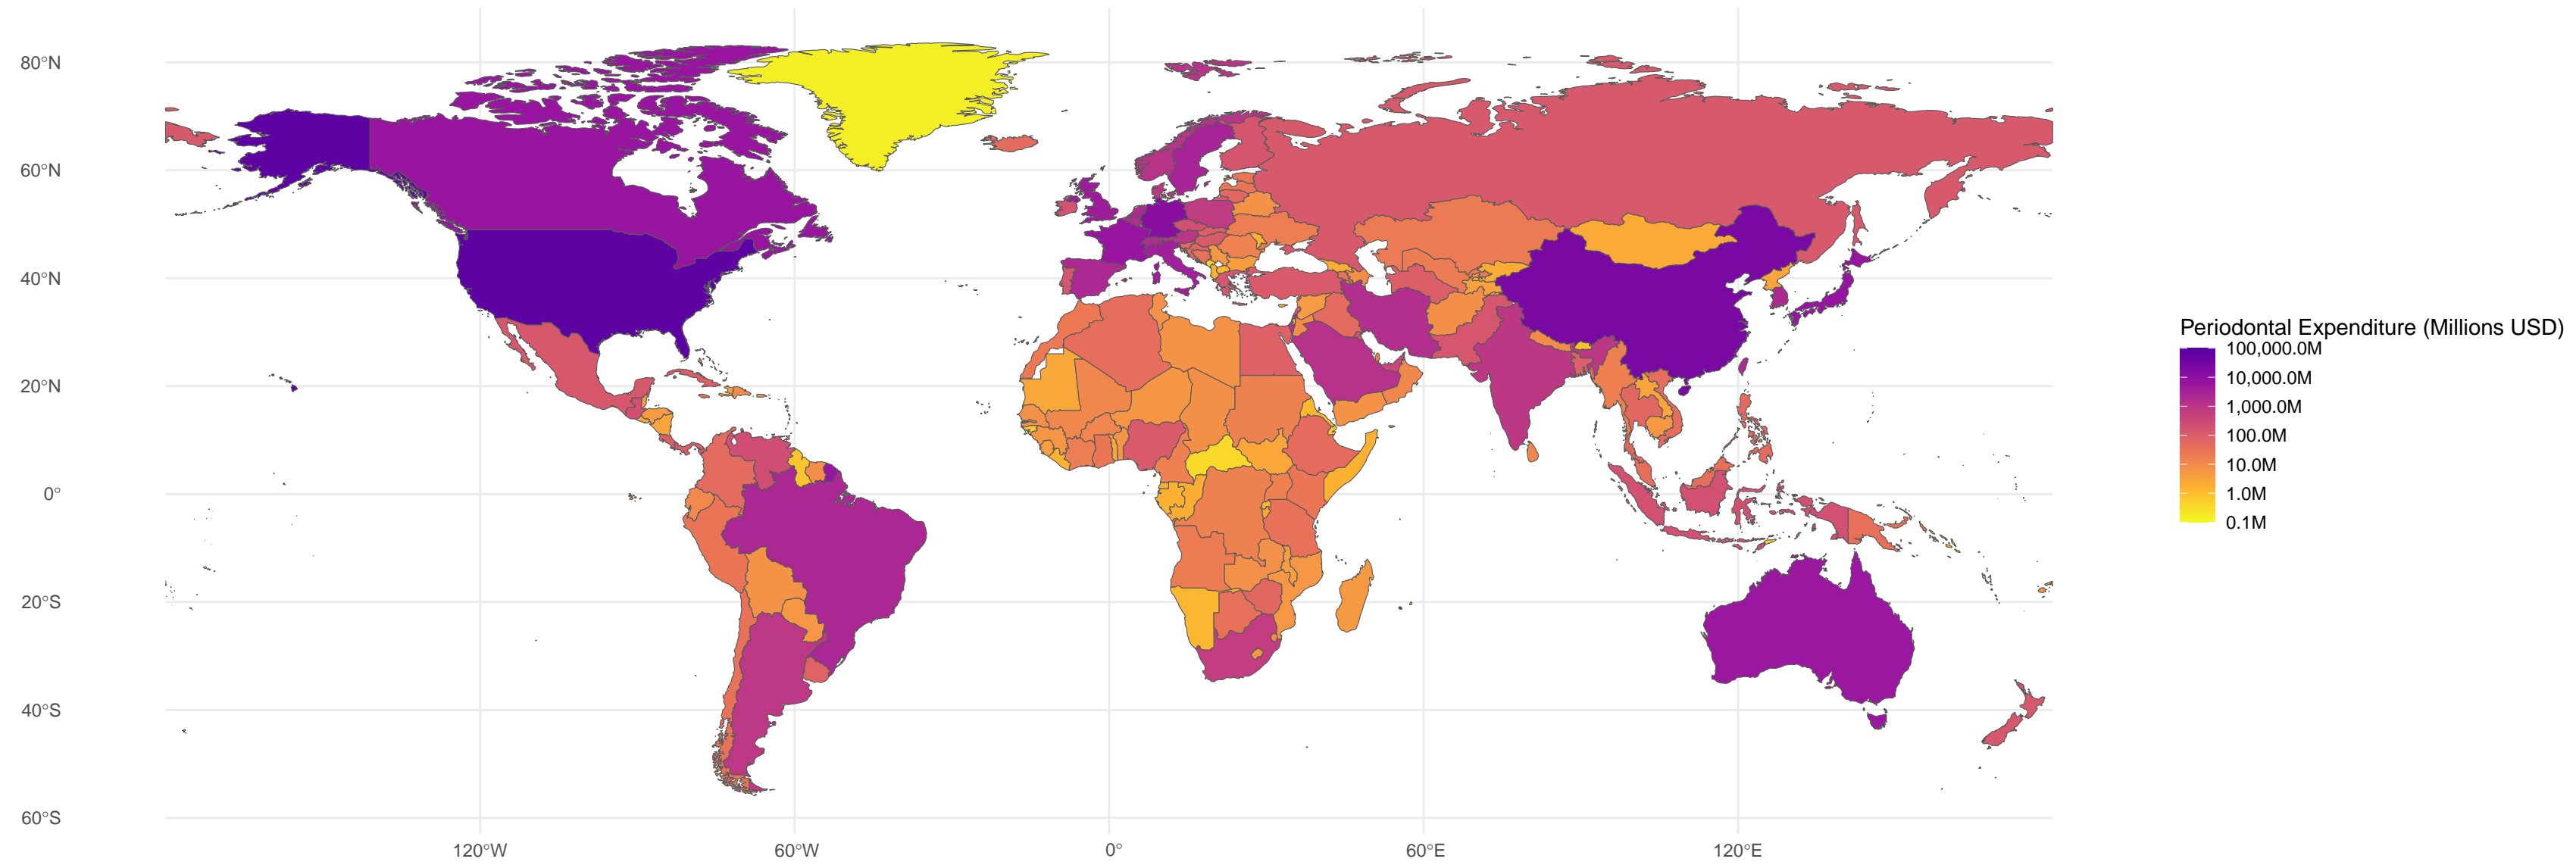 80°N
60°N
40°N
20°N
0°
20°S
40°S
60°S
120°W
60°W
0°
60°E
120°E
Periodontal Expenditure (Millions USD)
100,000.0M
10,000.0M
1,000.0M
100.0M
10.0M
1.0M
0.1M